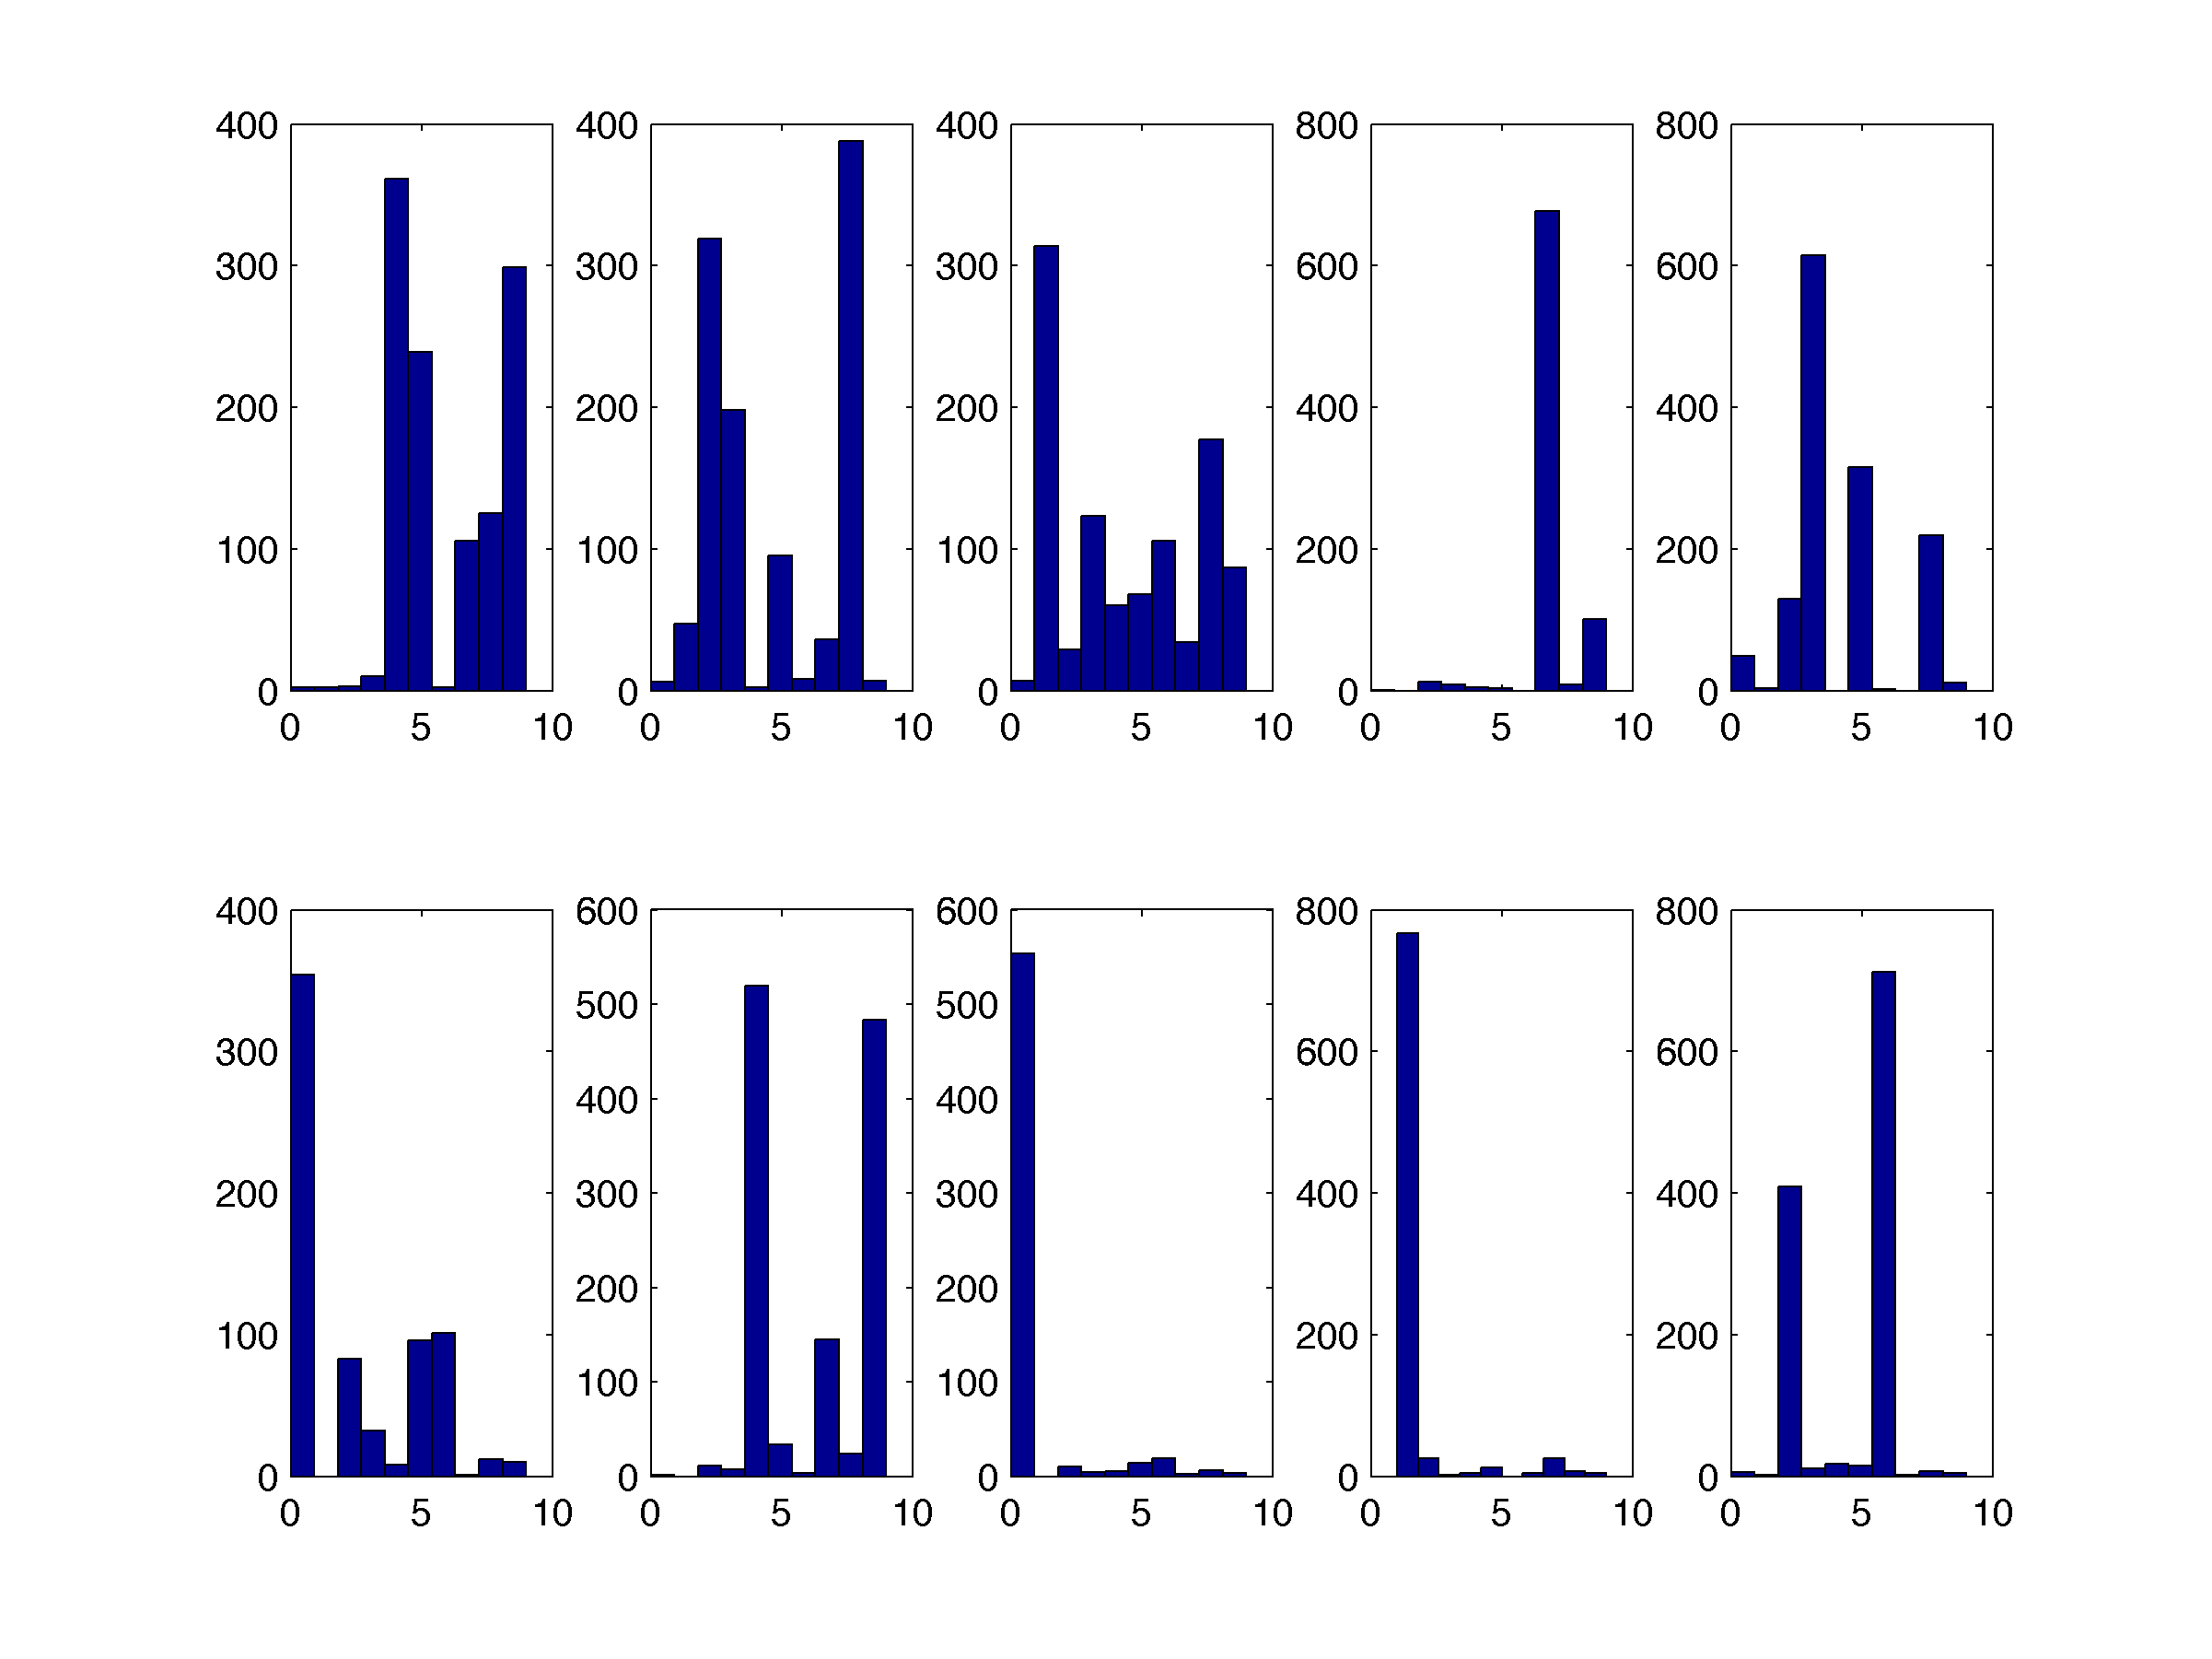 400 400 400 800 800
300 300 300 600 600
200 200 200 400 400
100 100 100 200 200
0 0 0 0 0
0 5 10 0 5 10 0 5 10 0 5 10 0 5 10
400 600 600 800 800
500 500
300 600 600
400 400
200 300 300 400 400
200 200
100 200 200
100 100
0 0 0 0 0
0 5 10 0 5 10 0 5 10 0 5 10 0 5 10